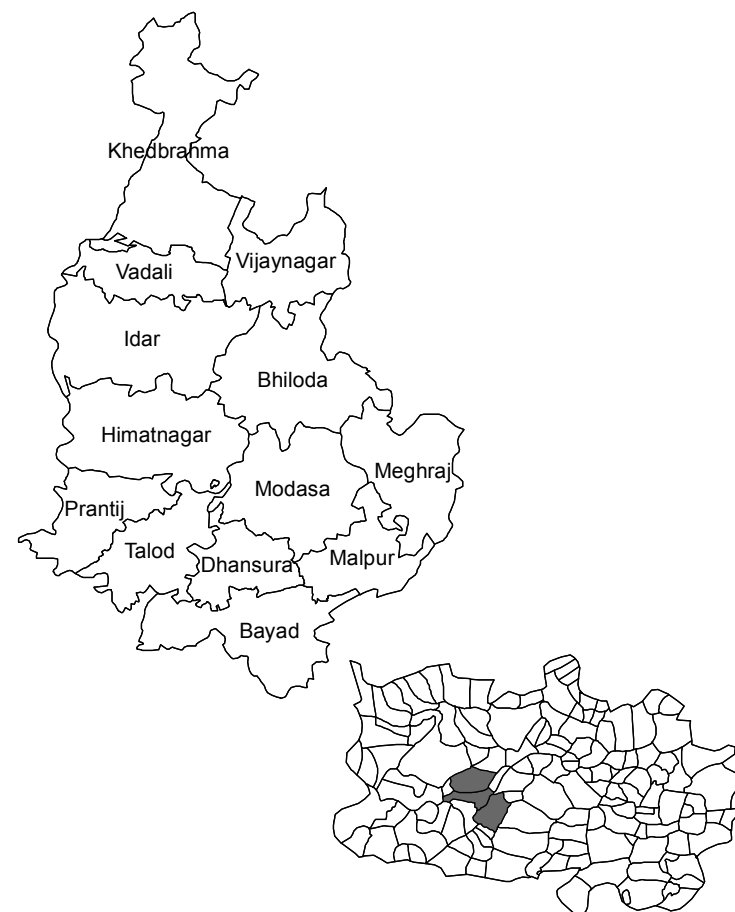 Khedbrahma
Vijaynagar
Vadali
Idar
Bhiloda
Himatnagar
Meghraj
Modasa
Prantij
Talod
Dhansura
Malpur
Bayad